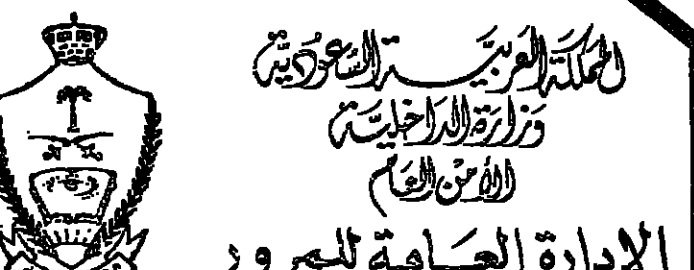 المملكة العربية السعودية
وزارة الداخلية
الأمن العام
الإدارة العامة للمرور